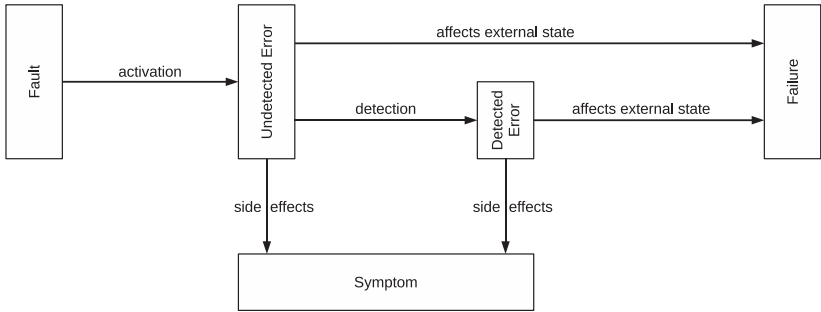 Fault
activation
Undetected Error
affects external state
detection
Detected
Error
affects external state
Failure
side effects
side effects
Symptom